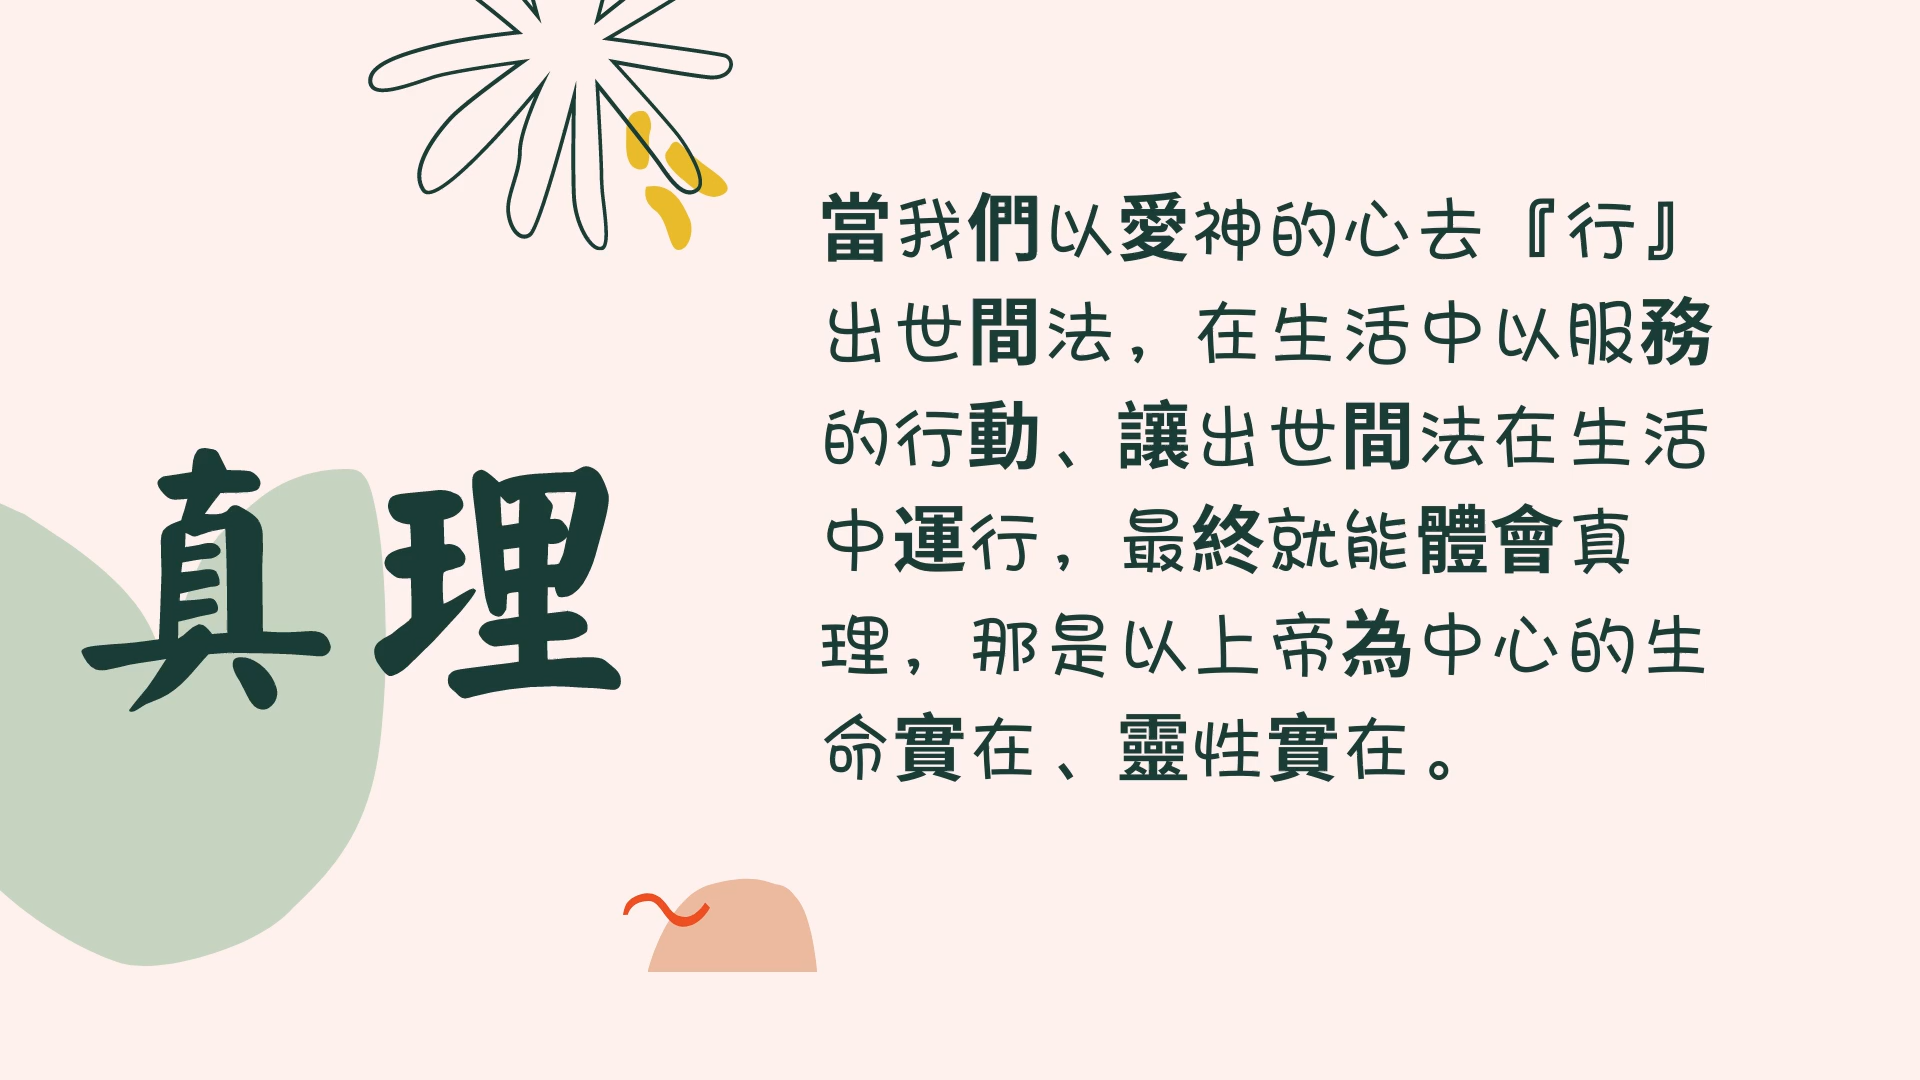 真理
當我們以愛神的心去『行』
出世間法，在生活中以服務
的行動、讓出世間法在生活
中運行，最終就能體會真
理，那是以上帝為中心的生
命實在、靈性實在。